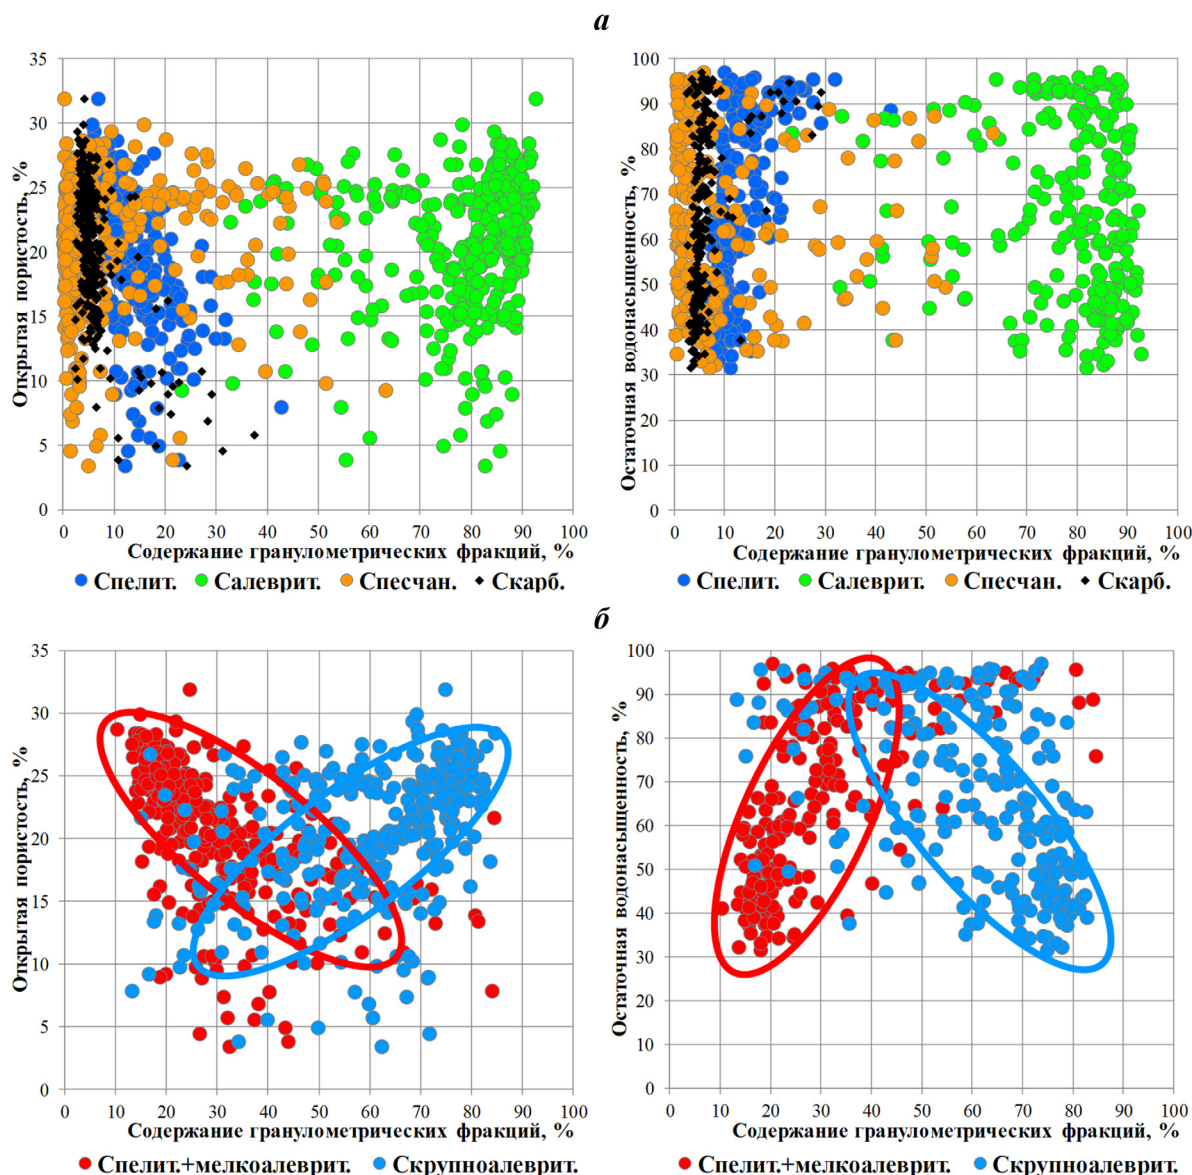 а
Открытая пористость, %
35
30
25
20
15
10
5
0
0 10 20 30 40 50 60 70 80 90 100
Содержание гранулометрических фракций, %
Спелит. Салеврит. Спесчан. Скарб.
Остаточная водонасыщенность, %
100
90
80
70
60
50
40
30
20
10
0
0 10 20 30 40 50 60 70 80 90 100
Содержание гранулометрических фракций, %
Спелит. Салеврит. Спесчан. Скарб.
б
Открытая пористость, %
35
30
25
20
15
10
5
0
0 10 20 30 40 50 60 70 80 90 100
Содержание гранулометрических фракций, %
Спелит.+мелкоалеврит. Скрупноалеврит.
Остаточная водонасыщенность, %
100
90
80
70
60
50
40
30
20
10
0
0 10 20 30 40 50 60 70 80 90 100
Содержание гранулометрических фракций, %
Спелит.+мелкоалеврит. Скрупноалеврит.